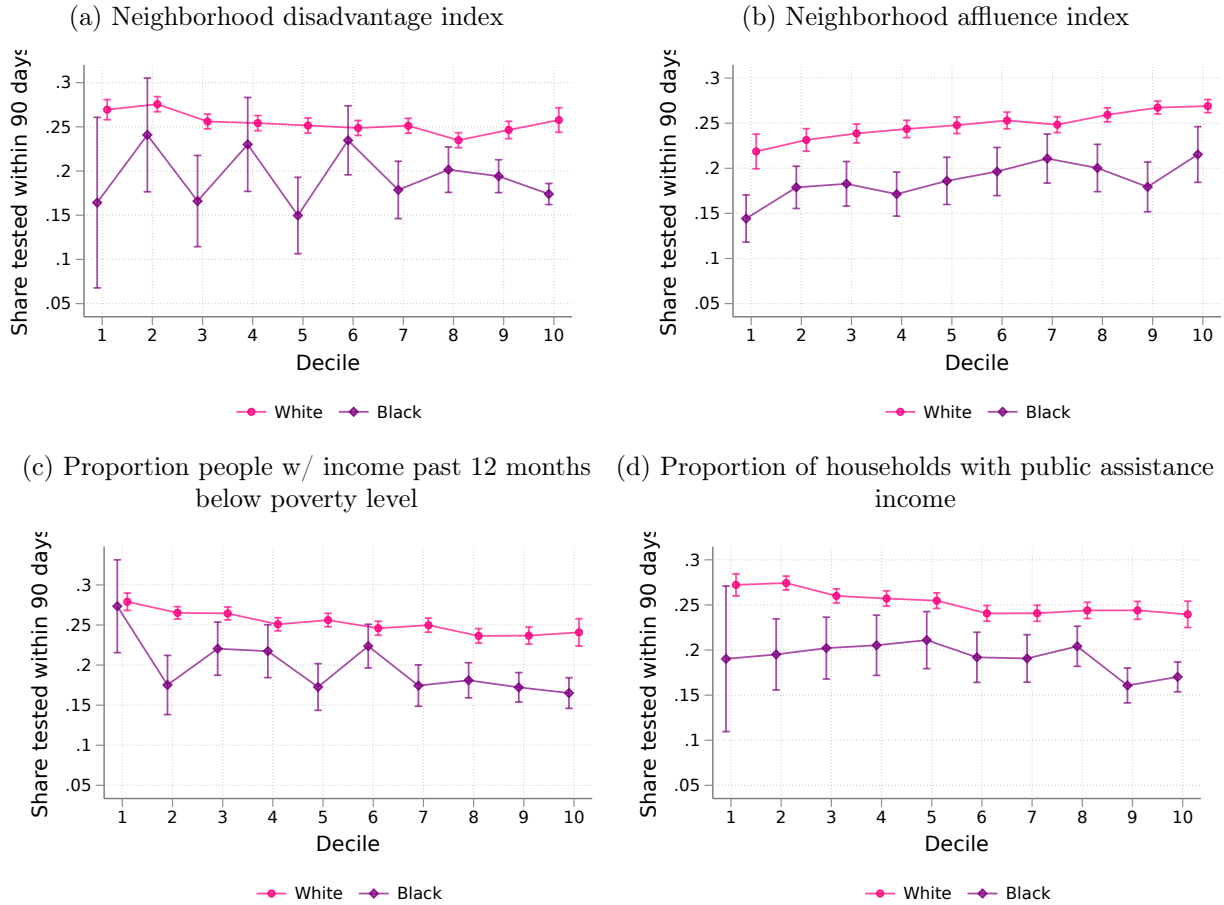 (a) Neighborhood disadvantage index
Share tested within 90 days
.3
.25
.2
.15
.1
.05
1 2 3 4 5 6 7 8 9 10
Decile
White Black
(b) Neighborhood affluence index
Share tested within 90 days
.3
.25
.2
.15
.1
.05
1 2 3 4 5 6 7 8 9 10
Decile
White Black
(c) Proportion people w/ income past 12 months
below poverty level
Share tested within 90 days
.3
.25
.2
.15
.1
.05
1 2 3 4 5 6 7 8 9 10
Decile
White Black
(d) Proportion of households with public assistance
income
Share tested within 90 days
.3
.25
.2
.15
.1
.05
1 2 3 4 5 6 7 8 9 10
Decile
White Black